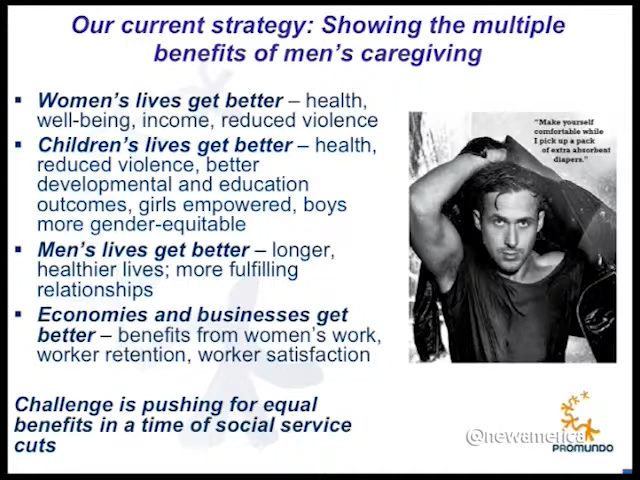 Our current strategy: Showing the multiple
benefits of men's caregiving
▪ Women's lives get better – health,
well-being, income, reduced violence
▪ Children's lives get better – health,
reduced violence, better
developmental and education
outcomes, girls empowered, boys
more gender-equitable
▪ Men's lives get better – longer,
healthier lives; more fulfilling
relationships
▪ Economies and businesses get
better – benefits from women's work,
worker retention, worker satisfaction
Challenge is pushing for equal
benefits in a time of social service
cuts
"Make yourself
comfortable while
I pick up a pack
of extra absorbent
diapers."
@newamerica
PROMUNDO